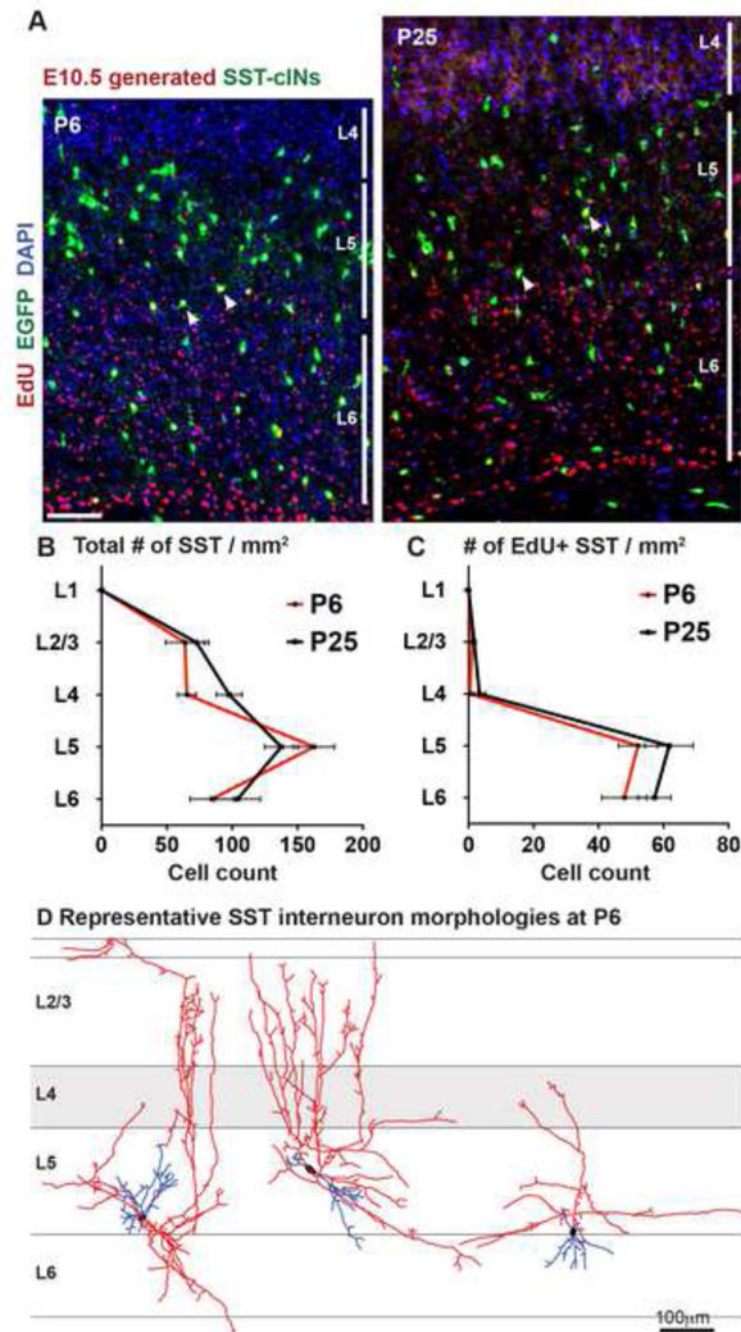 A
E10.5 generated SST-cINs
P6
P25
L4
L5
L6
L4
L5
L6
EdU EGFP DAPI
B Total # of SST / mm²
L1
L2/3
L4
L5
L6
P6
P25
0 50 100 150 200
Cell count
C # of EdU+ SST / mm²
L1
L2/3
L4
L5
L6
P6
P25
0 20 40 60 80
Cell count
D Representative SST interneuron morphologies at P6
L2/3
L4
L5
L6
100μm